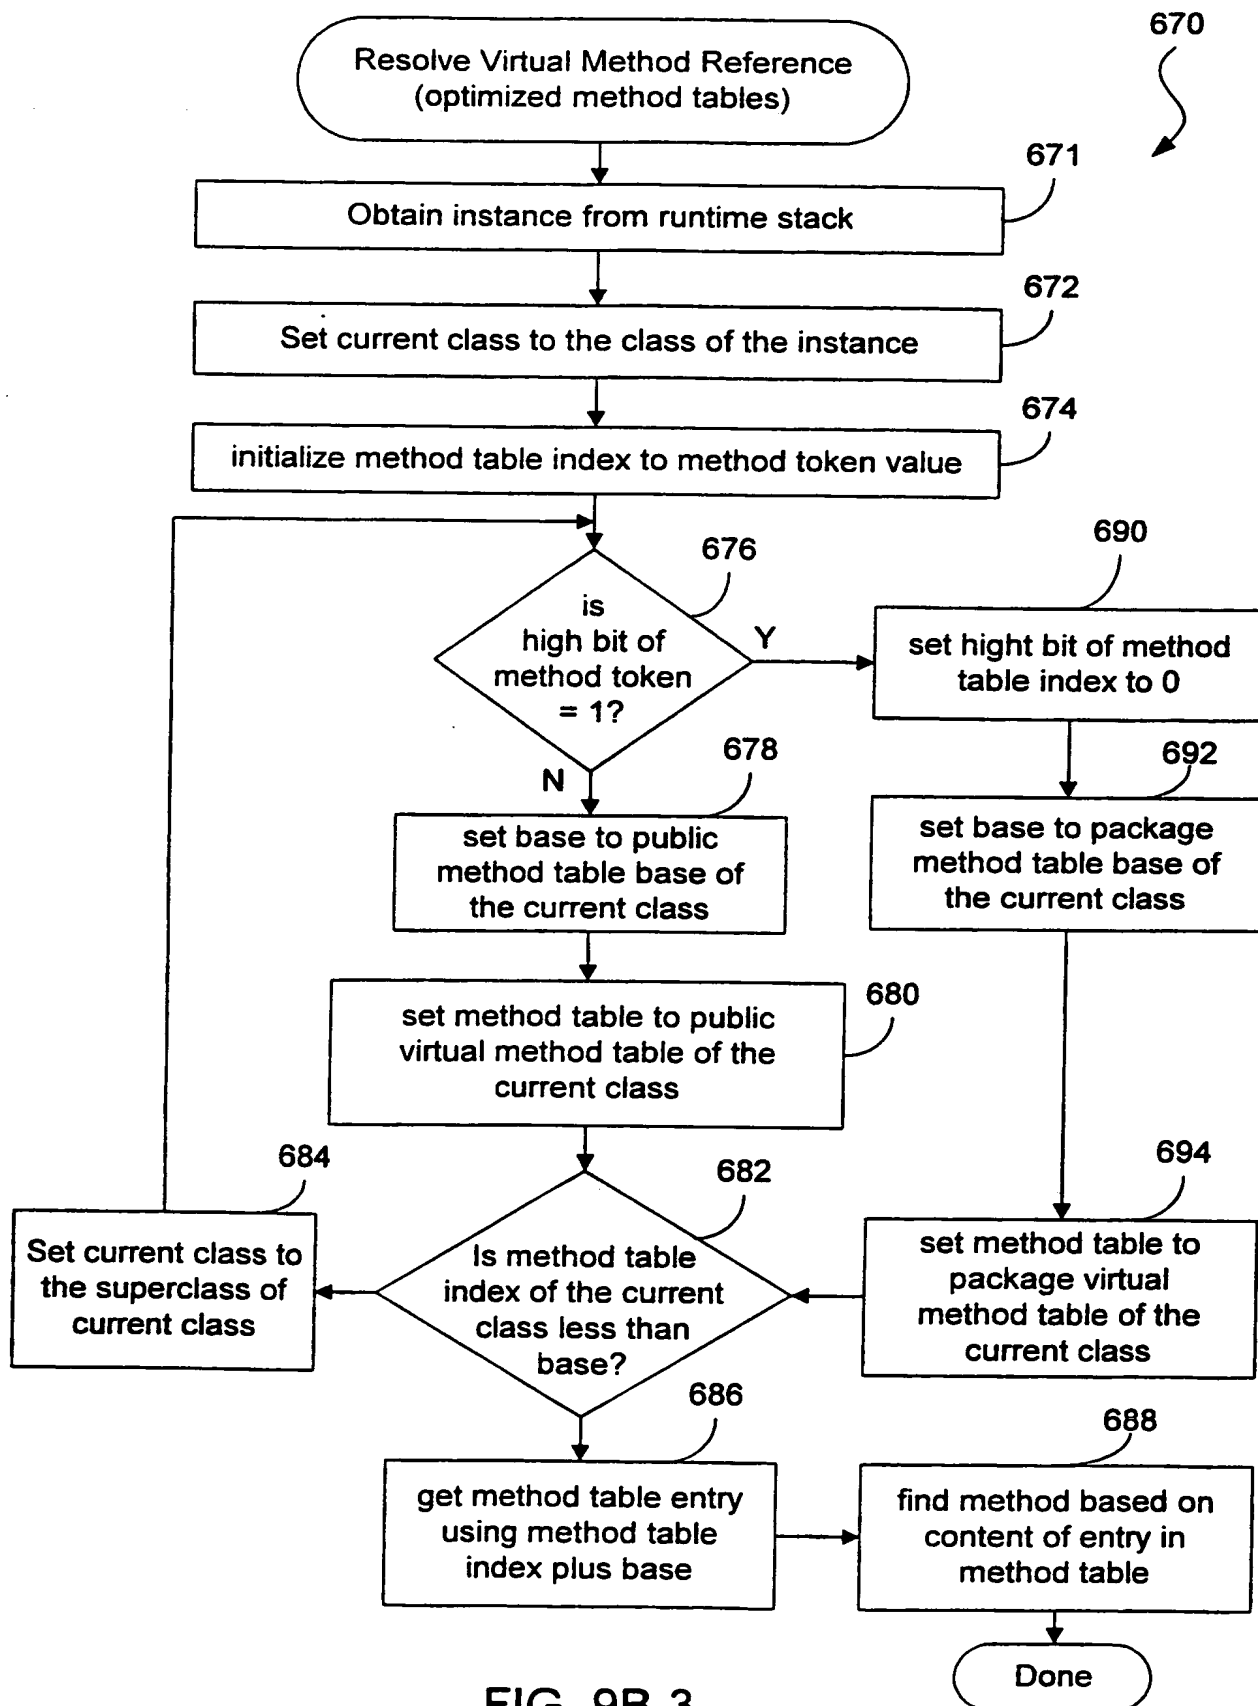 670
Resolve Virtual Method Reference
(optimized method tables)
671
Obtain instance from runtime stack
672
Set current class to the class of the instance
674
initialize method table index to method token value
676
is
high bit of
method token
= 1?
Y
N
690
set hight bit of method
table index to 0
678
set base to public
method table base of
the current class
692
set base to package
method table base of
the current class
680
set method table to public
virtual method table of the
current class
684
Set current class to
the superclass of
current class
682
Is method table
index of the current
class less than
base?
694
set method table to
package virtual
method table of the
current class
686
get method table entry
using method table
index plus base
688
find method based on
content of entry in
method table
Done
FIG. 9B-3